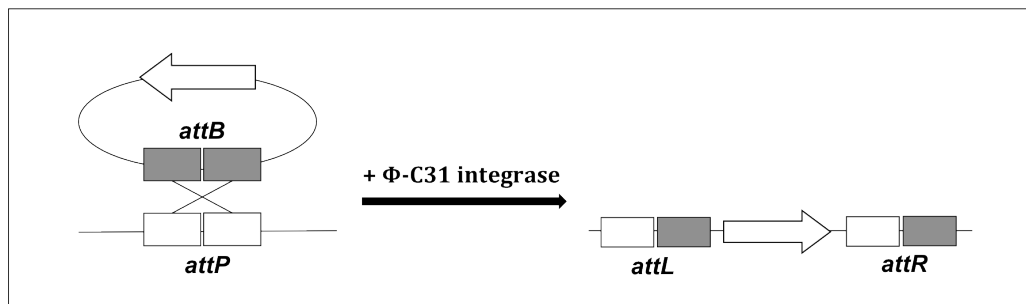 attB
+ Φ-C31 integrase
attP
attL
attR